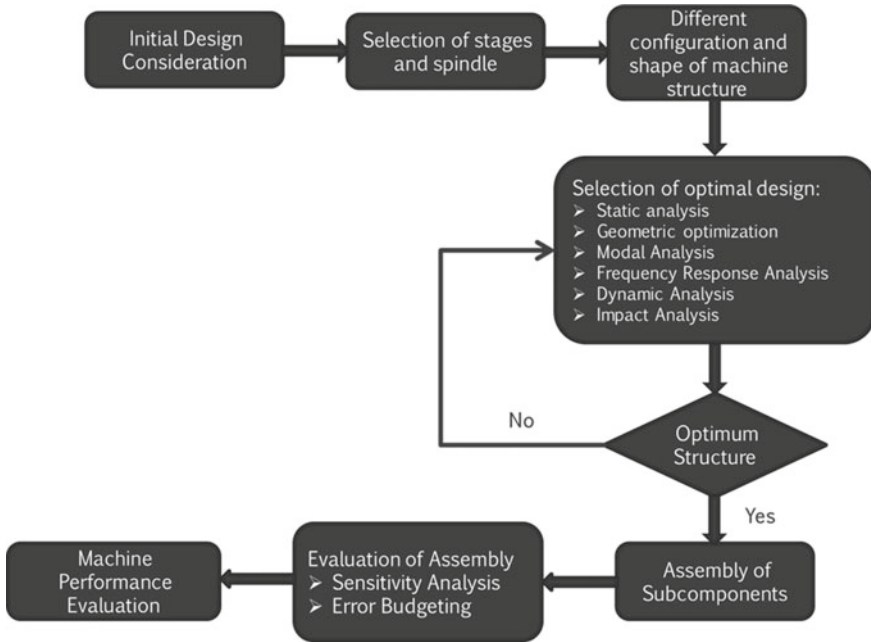 Initial Design
Consideration
Selection of stages
and spindle
Different
configuration and
shape of machine
structure
Selection of optimal design:
➢ Static analysis
➢ Geometric optimization
➢ Modal Analysis
➢ Frequency Response Analysis
➢ Dynamic Analysis
➢ Impact Analysis
No
Optimum
Structure
Yes
Assembly of
Subcomponents
Evaluation of Assembly
➢ Sensitivity Analysis
➢ Error Budgeting
Machine
Performance
Evaluation